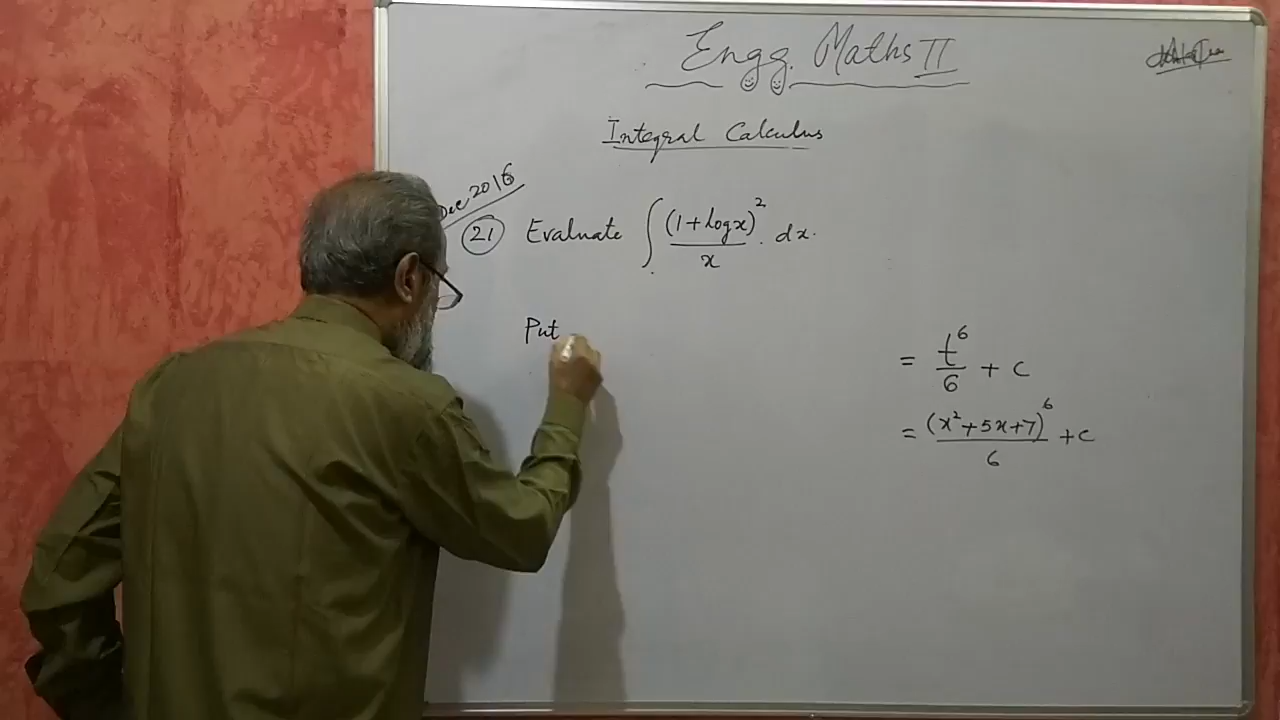 Engg. Maths II
Integral Calculus
Dec 2016
21 Evaluate ∫ (1+logx)² / x . dx.
Put
= t⁶/6 + c
= (x²+5x+7)⁶/6 + c